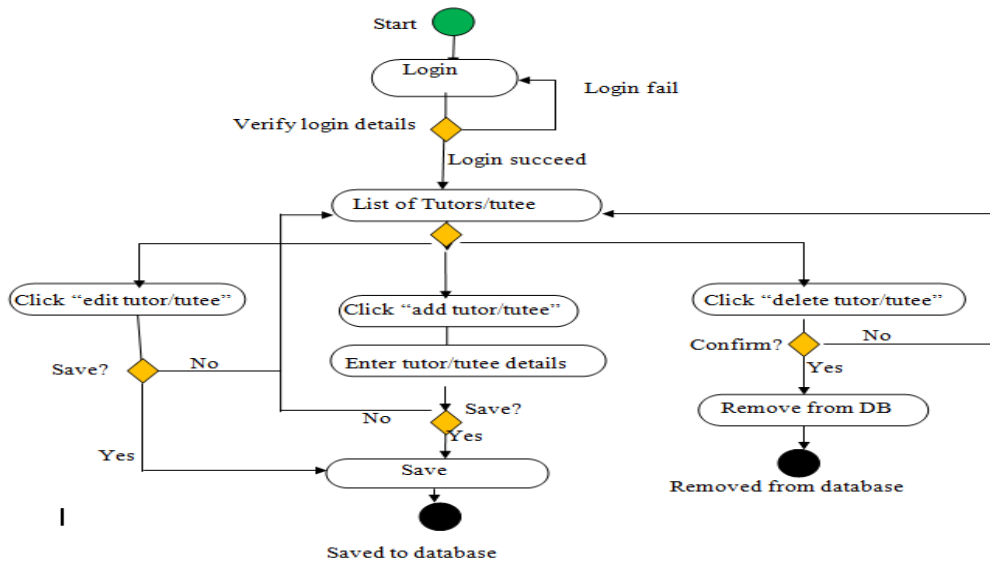 Start
Login
Login fail
Verify login details
Login succeed
List of Tutors/tutee
Click “edit tutor/tutee”
Click “add tutor/tutee”
Click “delete tutor/tutee”
Enter tutor/tutee details
Confirm?
No
Yes
Save?
No
Save?
No
Yes
Remove from DB
Yes
Save
Removed from database
Saved to database